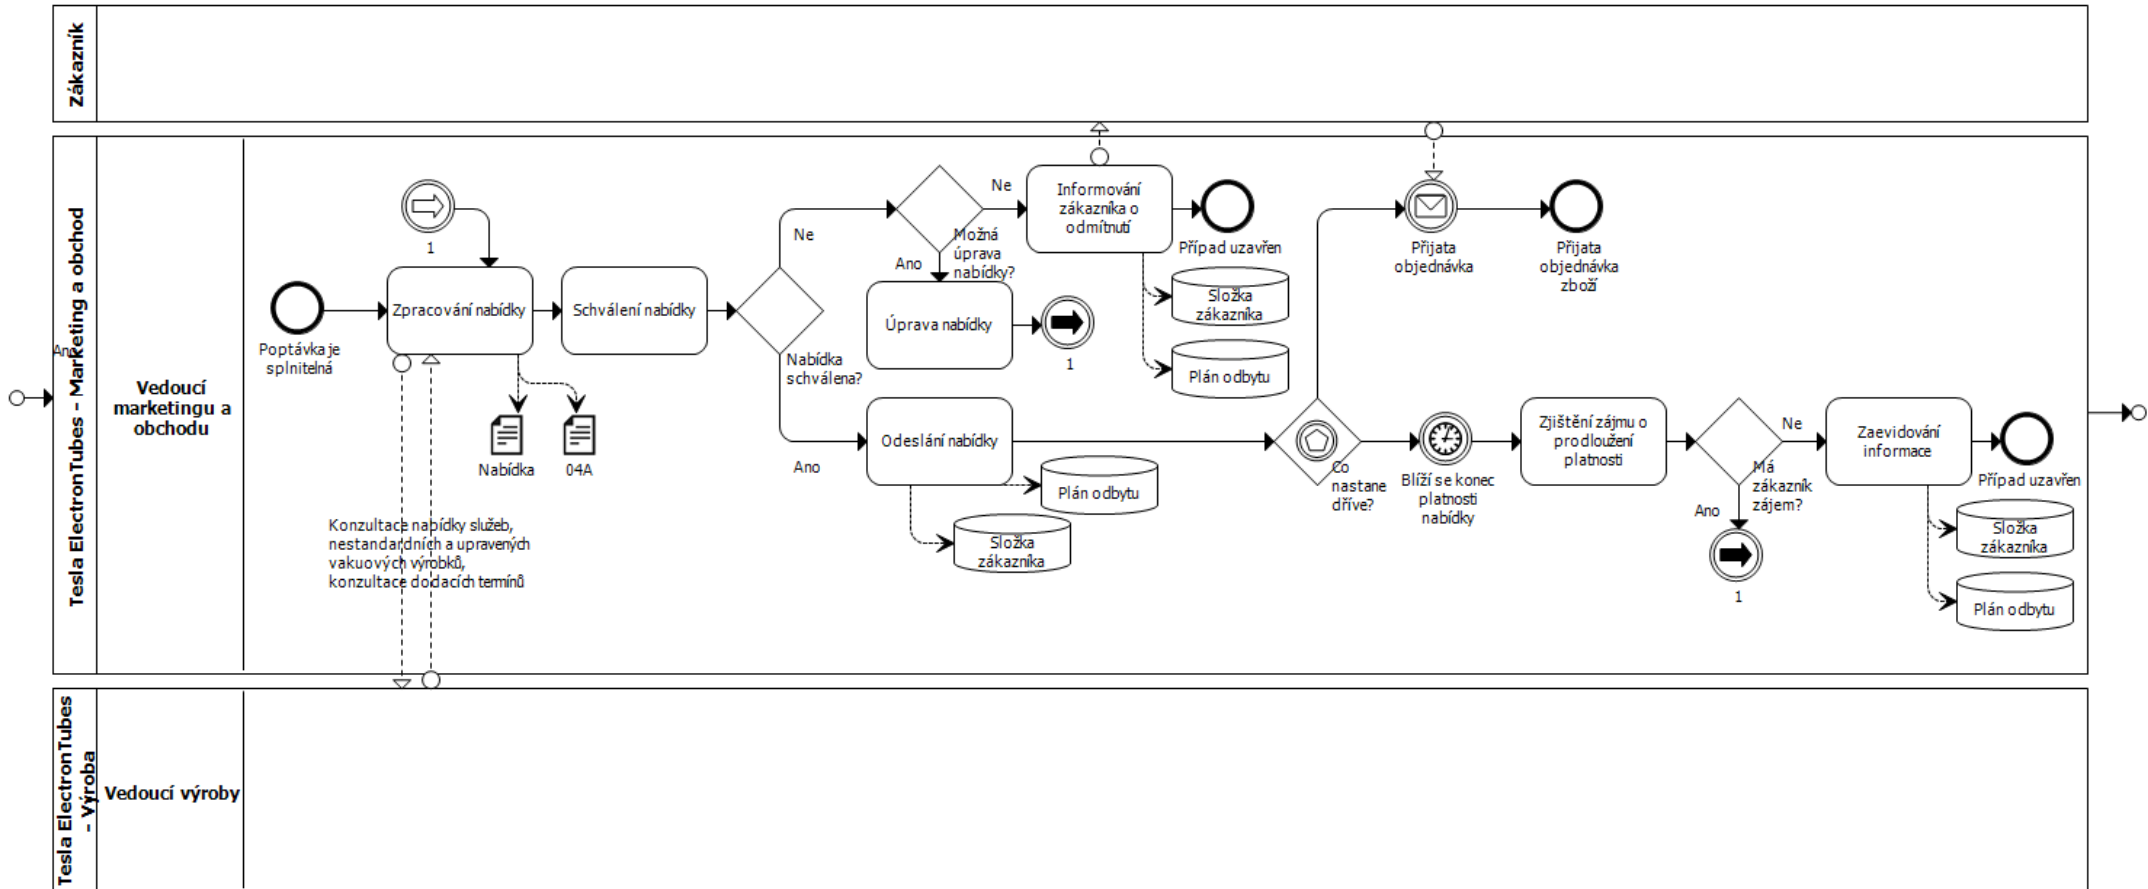 Zákazník
Tesla ElectronTubes - Marketing a obchod
Vedoucí
marketingu a
obchodu
Ano
1
Poptávka je
splnitelná
Zpracování nabídky
Schválení nabídky
Nabídka
04A
Konzultace nabídky služeb,
nestandardních a upravených
vakuových výrobků,
konzultace dodacích termínů
Nabídka
schválena?
Ne
Ano
Možná
úprava
nabídky?
Ne
Ano
Informování
zákazníka o
odmítnutí
Případ uzavřen
Složka
zákazníka
Plán odbytu
Úprava nabídky
1
Odeslání nabídky
Plán odbytu
Složka
zákazníka
Co
nastane
dříve?
Přijata
objednávka
Přijata
objednávka
zboží
Blíží se konec
platnosti
nabídky
Zjištění zájmu o
prodloužení
platnosti
Má
zákazník
zájem?
Ne
Ano
1
Zaevidování
informace
Případ uzavřen
Složka
zákazníka
Plán odbytu
Tesla ElectronTubes
- Výroba
Vedoucí výroby